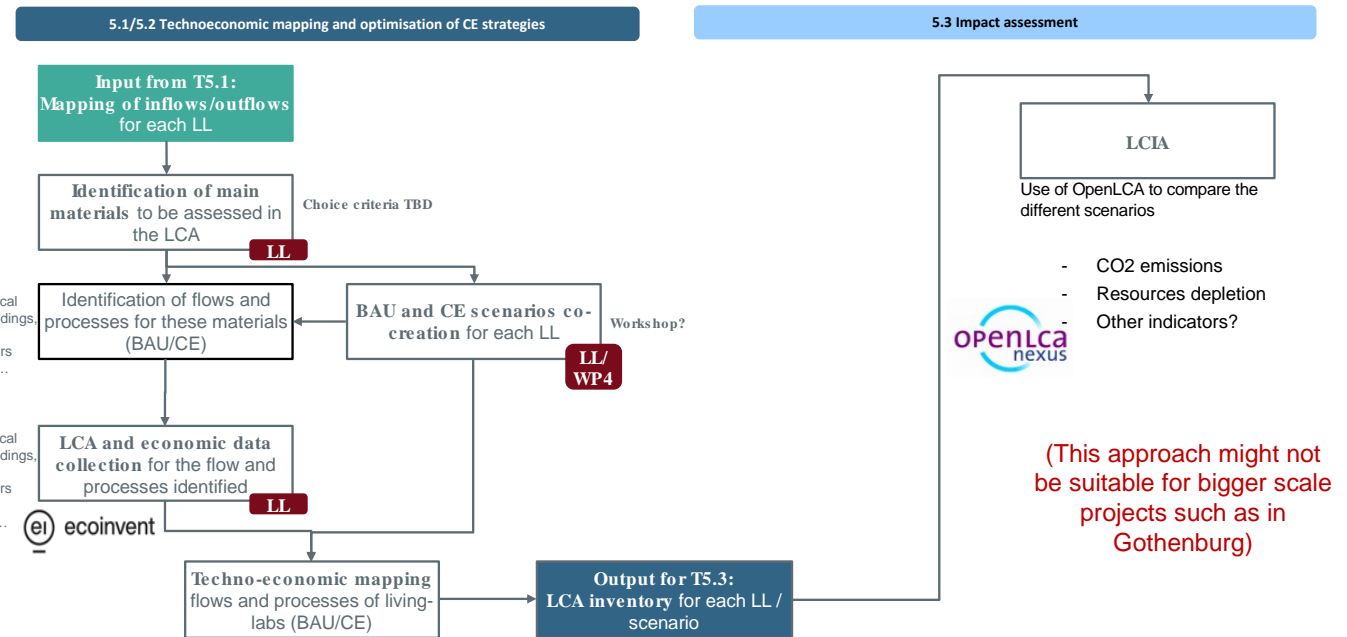 5.1/5.2 Technoeconomic mapping and optimisation of CE strategies
5.3 Impact assessment
Input from T5.1:
Mapping of inflows/outflows
for each LL
Identification of main
materials to be assessed in
the LCA
Choice criteria TBD
LL
Identification of flows and
processes for these materials
(BAU/CE)
BAU and CE scenarios co-
creation for each LL
Workshop?
LL/
WP4
LCA and economic data
collection for the flow and
processes identified
LL
ei ecoinvent
Techno-economic mapping
flows and processes of living-
labs (BAU/CE)
Output for T5.3:
LCA inventory for each LL /
scenario
LCIA
Use of OpenLCA to compare the
different scenarios
- CO2 emissions
- Resources depletion
- Other indicators?
openLCA
nexus
(This approach might not
be suitable for bigger scale
projects such as in
Gothenburg)